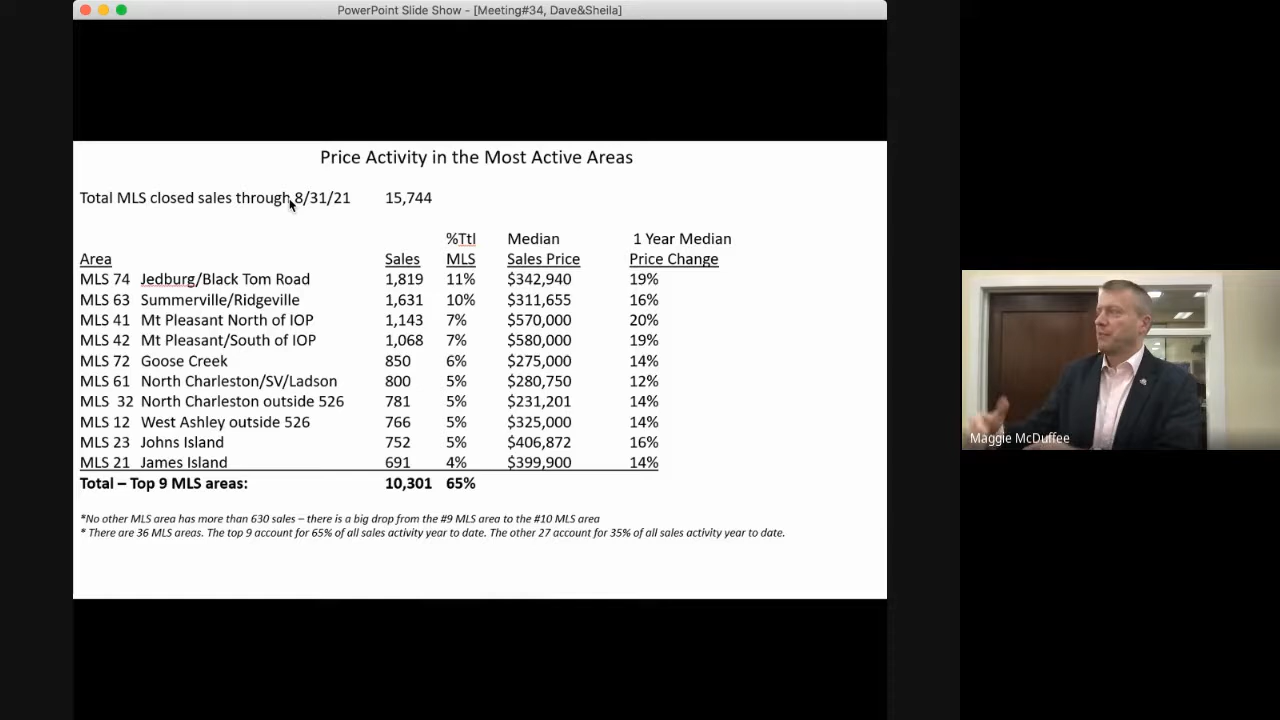 PowerPoint Slide Show - [Meeting#34, Dave&Sheila]
Price Activity in the Most Active Areas
Total MLS closed sales through 8/31/21 15,744
%Ttl Median 1 Year Median
Area Sales MLS Sales Price Price Change
MLS 74 Jedburg/Black Tom Road 1,819 11% $342,940 19%
MLS 63 Summerville/Ridgeville 1,631 10% $311,655 16%
MLS 41 Mt Pleasant North of IOP 1,143 7% $570,000 20%
MLS 42 Mt Pleasant/South of IOP 1,068 7% $580,000 19%
MLS 72 Goose Creek 850 6% $275,000 14%
MLS 61 North Charleston/SV/Ladson 800 5% $280,750 12%
MLS 32 North Charleston outside 526 781 5% $231,201 14%
MLS 12 West Ashley outside 526 766 5% $325,000 14%
MLS 23 Johns Island 752 5% $406,872 16%
MLS 21 James Island 691 4% $399,900 14%
Total – Top 9 MLS areas: 10,301 65%
*No other MLS area has more than 630 sales – there is a big drop from the #9 MLS area to the #10 MLS area
* There are 36 MLS areas. The top 9 account for 65% of all sales activity year to date. The other 27 account for 35% of all sales activity year to date.
Maggie McDuffee